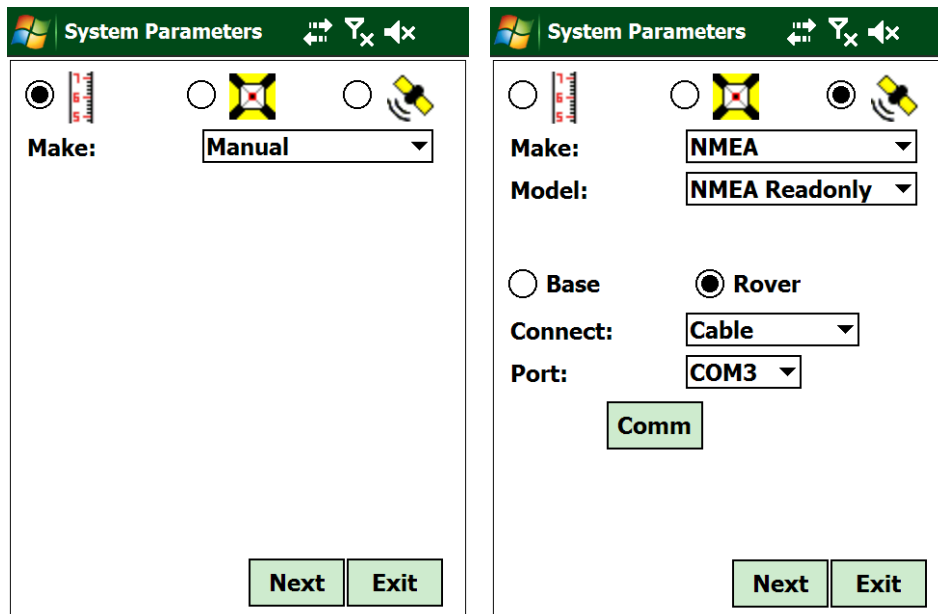 System Parameters
Make: Manual
Next Exit
System Parameters
Make: NMEA
Model: NMEA Readonly
Base Rover
Connect: Cable
Port: COM3
Comm
Next Exit